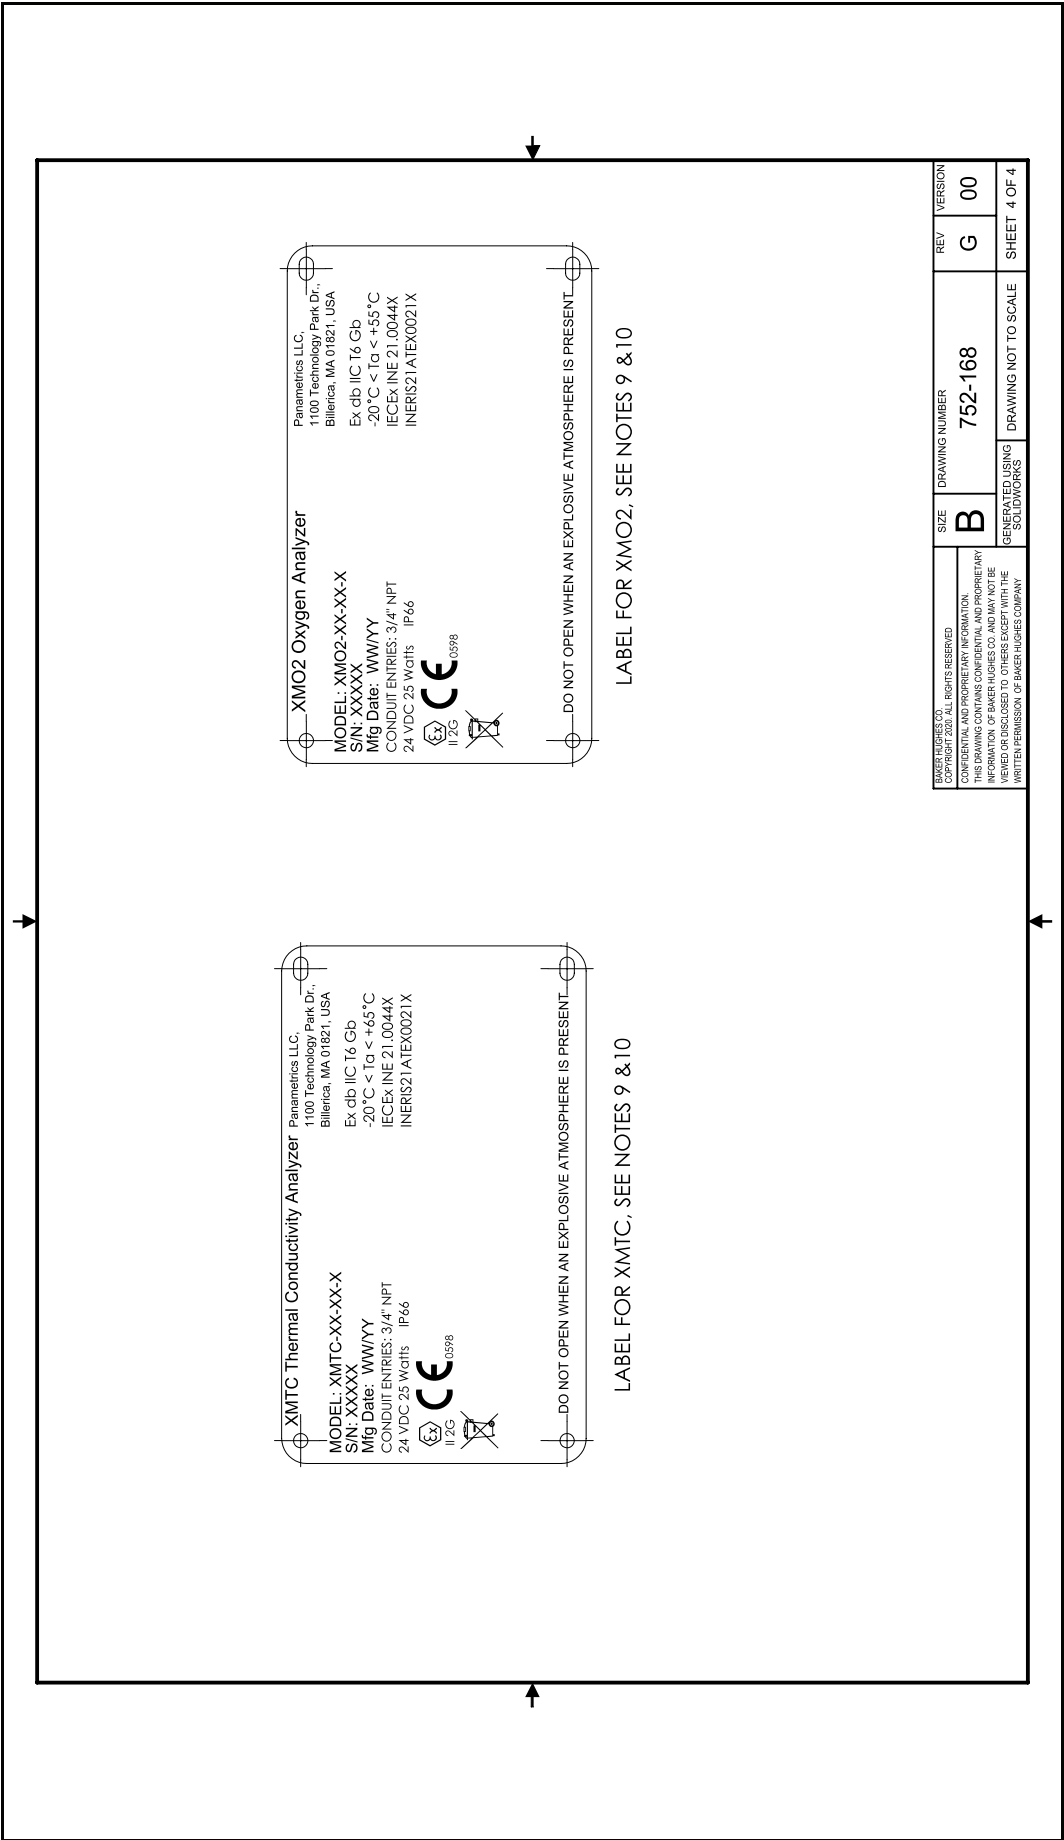 XMTC Thermal Conductivity Analyzer
Panametrics LLC,
1100 Technology Park Dr.,
Billerica, MA 01821, USA
MODEL: XMTC-XX-XX-X
S/N: XXXXX
Mfg Date: WW/YY
CONDUIT ENTRIES: 3/4" NPT
24 VDC 25 Watts IP66
Ex db IIC T6 Gb
-20°C < Ta < +65°C
IECEx INE 21.0044X
INERIS21ATEX0021X
Ex
II 2G
CE 0598
DO NOT OPEN WHEN AN EXPLOSIVE ATMOSPHERE IS PRESENT
LABEL FOR XMTC, SEE NOTES 9 &10
XMO2 Oxygen Analyzer
Panametrics LLC,
1100 Technology Park Dr.,
Billerica, MA 01821, USA
MODEL: XMO2-XX-XX-X
S/N: XXXXX
Mfg Date: WW/YY
CONDUIT ENTRIES: 3/4" NPT
24 VDC 25 Watts IP66
Ex db IIC T6 Gb
-20°C < Ta < +55°C
IECEx INE 21.0044X
INERIS21ATEX0021X
Ex
II 2G
CE 0598
DO NOT OPEN WHEN AN EXPLOSIVE ATMOSPHERE IS PRESENT
LABEL FOR XMO2, SEE NOTES 9 &10
BAKER HUGHES CO.
COPYRIGHT 2020. ALL RIGHTS RESERVED
CONFIDENTIAL AND PROPRIETARY INFORMATION.
THIS DRAWING CONTAINS CONFIDENTIAL AND PROPRIETARY
INFORMATION OF BAKER HUGHES CO. AND MAY NOT BE
VIEWED OR DISCLOSED TO OTHERS EXCEPT WITH THE
WRITTEN PERMISSION OF BAKER HUGHES COMPANY
SIZE
B
DRAWING NUMBER
752-168
REV
G
VERSION
00
GENERATED USING
SOLIDWORKS
DRAWING NOT TO SCALE
SHEET 4 OF 4